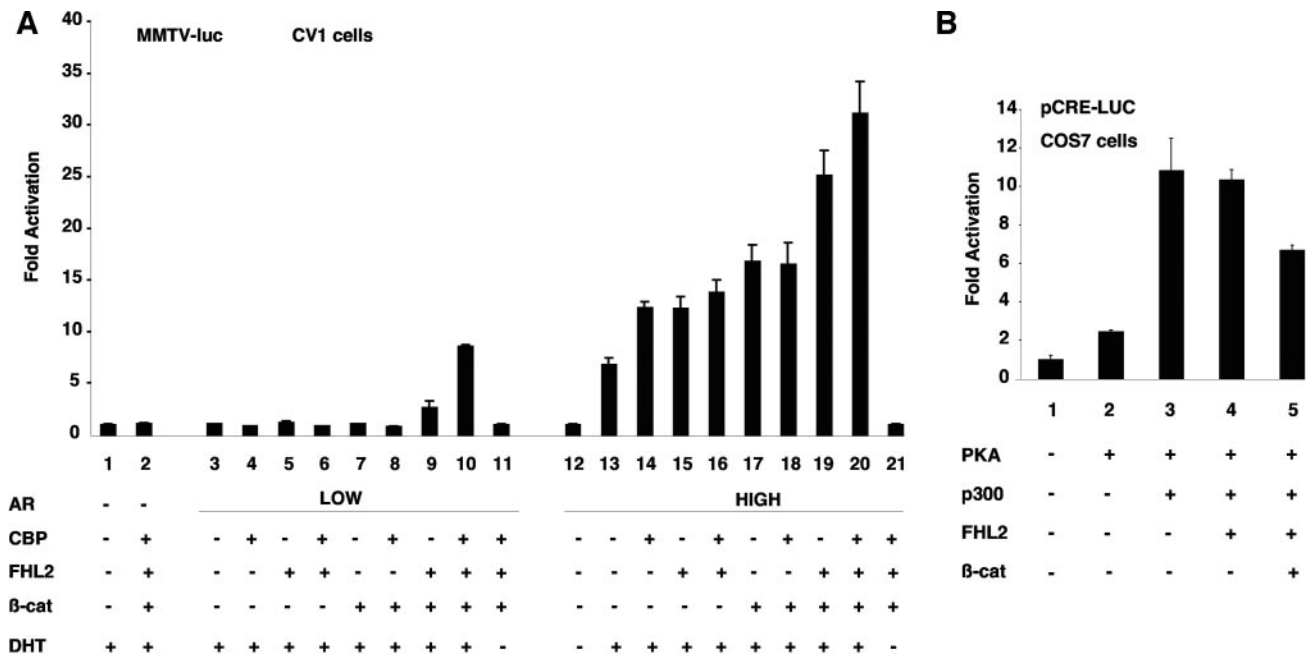 A
MMTV-luc CV1 cells
Fold Activation
40
35
30
25
20
15
10
5
0
1 2 3 4 5 6 7 8 9 10 11 12 13 14 15 16 17 18 19 20 21
AR - - LOW HIGH
CBP - + - + - + - + - + + - - + - + - + - + +
FHL2 - + - - + + - - + + + - - - + + - - + + +
ß-cat - + - - - - + + + + + - - - - - + + + + +
DHT + + + + + + + + + + - - + + + + + + + + -
B
pCRE-LUC
COS7 cells
Fold Activation
14
12
10
8
6
4
2
0
1 2 3 4 5
PKA - + + + +
p300 - - + + +
FHL2 - - - + +
ß-cat - - - - +